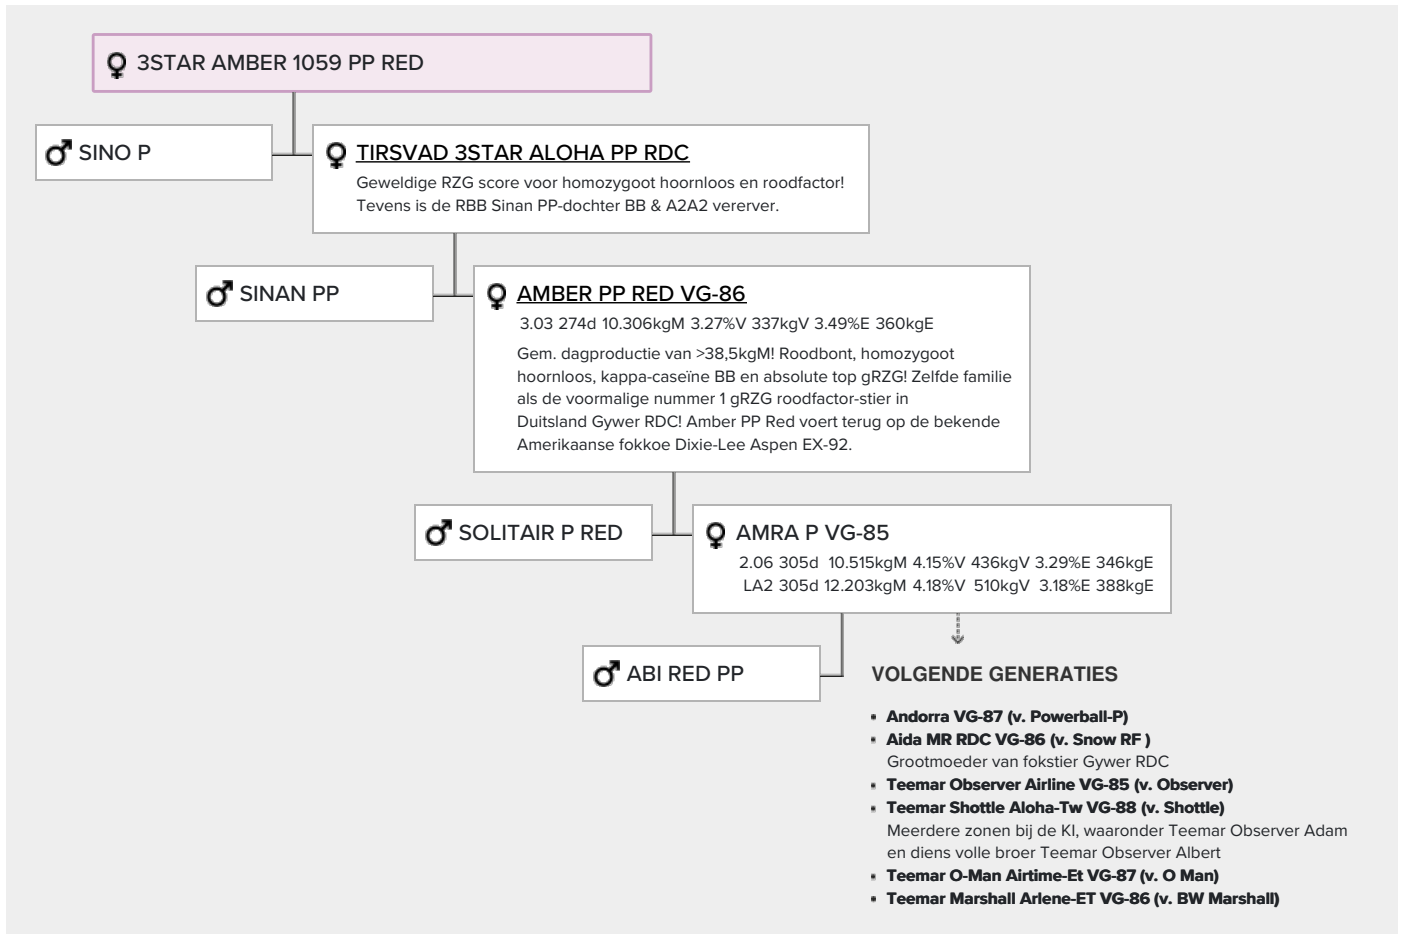 ♀ 3STAR AMBER 1059 PP RED
♂ SINO P
♀ TIRSVAD 3STAR ALOHA PP RDC
Geweldige RZG score voor homozygoot hoornloos en roodfactor!
Tevens is de RBB Sinan PP-dochter BB & A2A2 vererver.
♂ SINAN PP
♀ AMBER PP RED VG-86
3.03 274d 10.306kgM 3.27%V 337kgV 3.49%E 360kgE
Gem. dagproductie van >38,5kgM! Roodbont, homozygoot
hoornloos, kappa-caseïne BB en absolute top gRZG! Zelfde familie
als de voormalige nummer 1 gRZG roodfactor-stier in
Duitsland Gywer RDC! Amber PP Red voert terug op de bekende
Amerikaanse fokkoe Dixie-Lee Aspen EX-92.
♂ SOLITAIR P RED
♀ AMRA P VG-85
2.06 305d 10.515kgM 4.15%V 436kgV 3.29%E 346kgE
LA2 305d 12.203kgM 4.18%V 510kgV 3.18%E 388kgE
♂ ABI RED PP
VOLGENDE GENERATIES
▪ Andorra VG-87 (v. Powerball-P)
▪ Aida MR RDC VG-86 (v. Snow RF )
Grootmoeder van fokstier Gywer RDC
▪ Teemar Observer Airline VG-85 (v. Observer)
▪ Teemar Shottle Aloha-Tw VG-88 (v. Shottle)
Meerdere zonen bij de KI, waaronder Teemar Observer Adam
en diens volle broer Teemar Observer Albert
▪ Teemar O-Man Airtime-Et VG-87 (v. O Man)
▪ Teemar Marshall Arlene-ET VG-86 (v. BW Marshall)